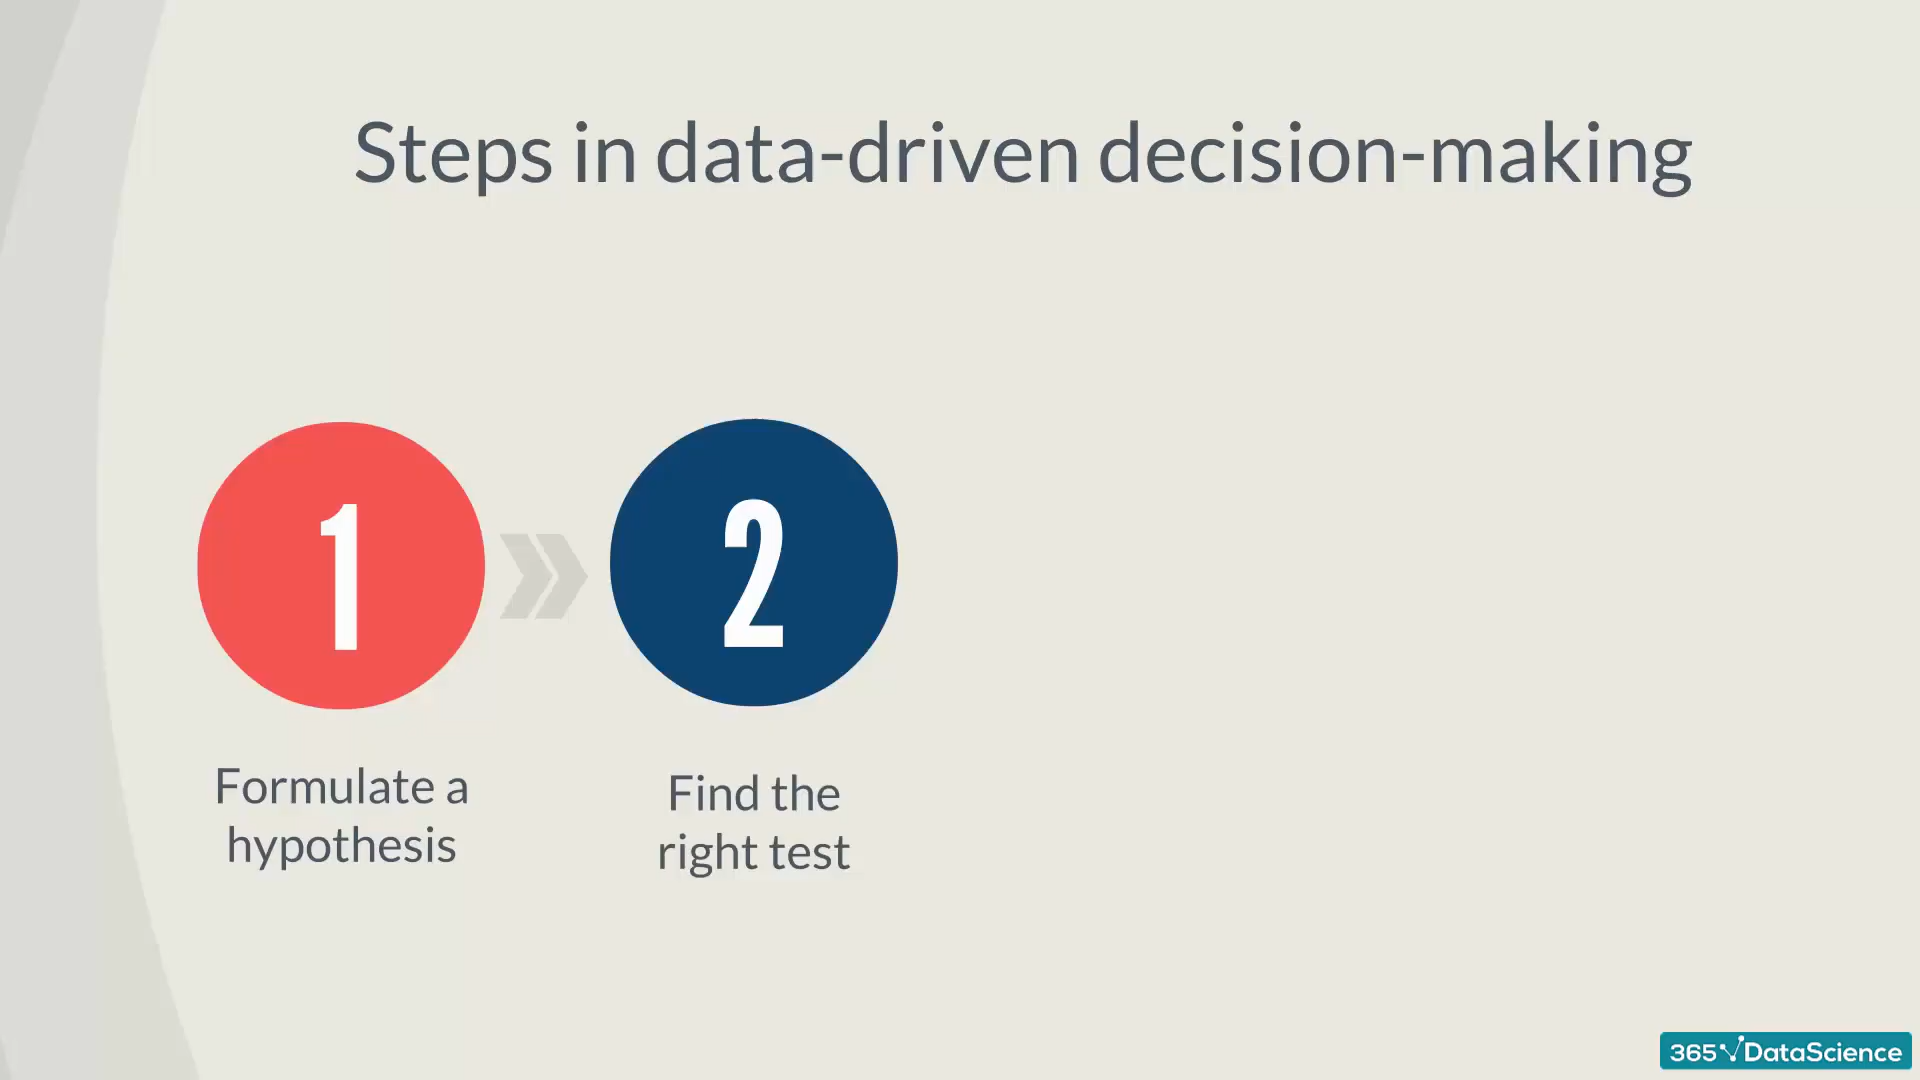 Steps in data-driven decision-making
1
2
Formulate a
hypothesis
Find the
right test
365 DataScience